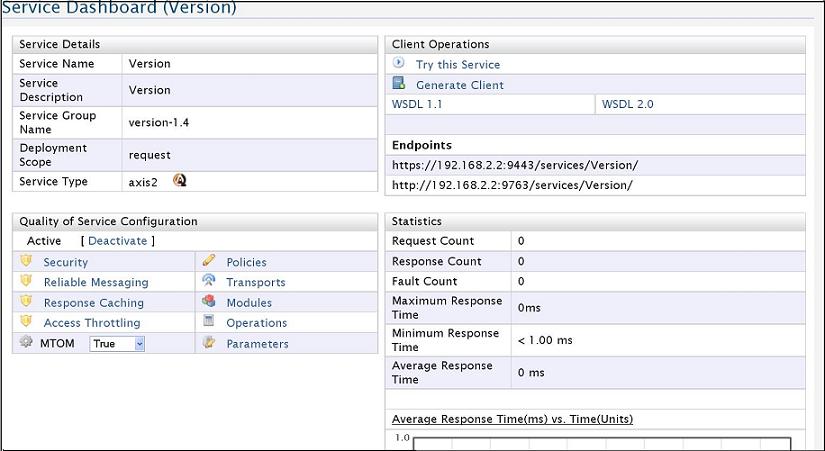 Service Dashboard (Version)
Service Details
Service Name Version
Service
Description Version
Service Group
Name version-1.4
Deployment
Scope request
Service Type axis2
Client Operations
Try this Service
Generate Client
WSDL 1.1 WSDL 2.0
Endpoints
https://192.168.2.2:9443/services/Version/
http://192.168.2.2:9763/services/Version/
Quality of Service Configuration
Active [ Deactivate ]
Security Policies
Reliable Messaging Transports
Response Caching Modules
Access Throttling Operations
MTOM True Parameters
Statistics
Request Count 0
Response Count 0
Fault Count 0
Maximum Response
Time 0ms
Minimum Response
Time < 1.00 ms
Average Response
Time 0 ms
Average Response Time(ms) vs. Time(Units)
1.0